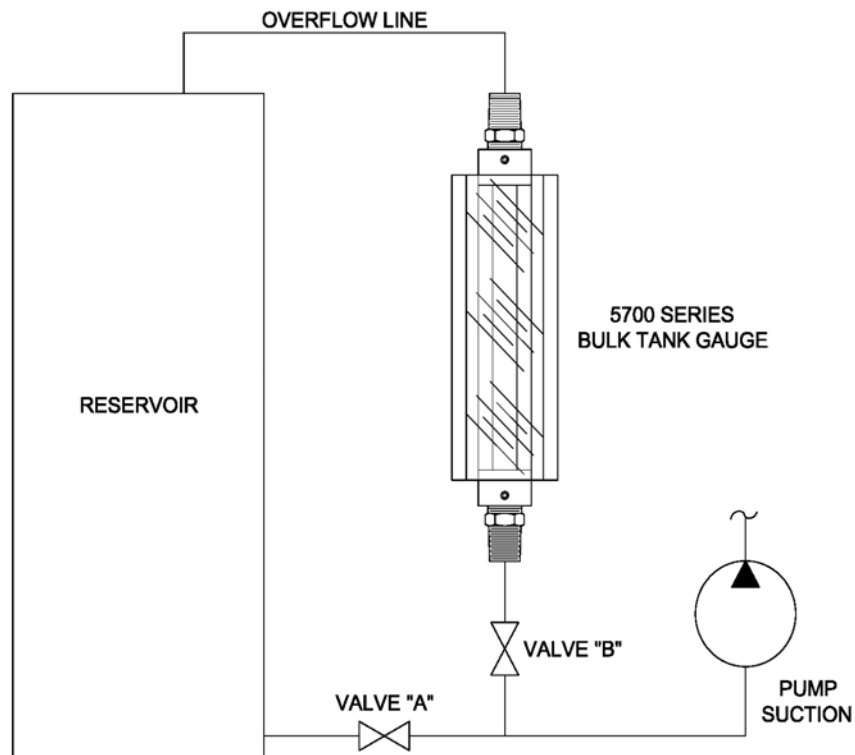 OVERFLOW LINE
5700 SERIES
BULK TANK GAUGE
RESERVOIR
VALVE "B"
VALVE "A"
PUMP
SUCTION